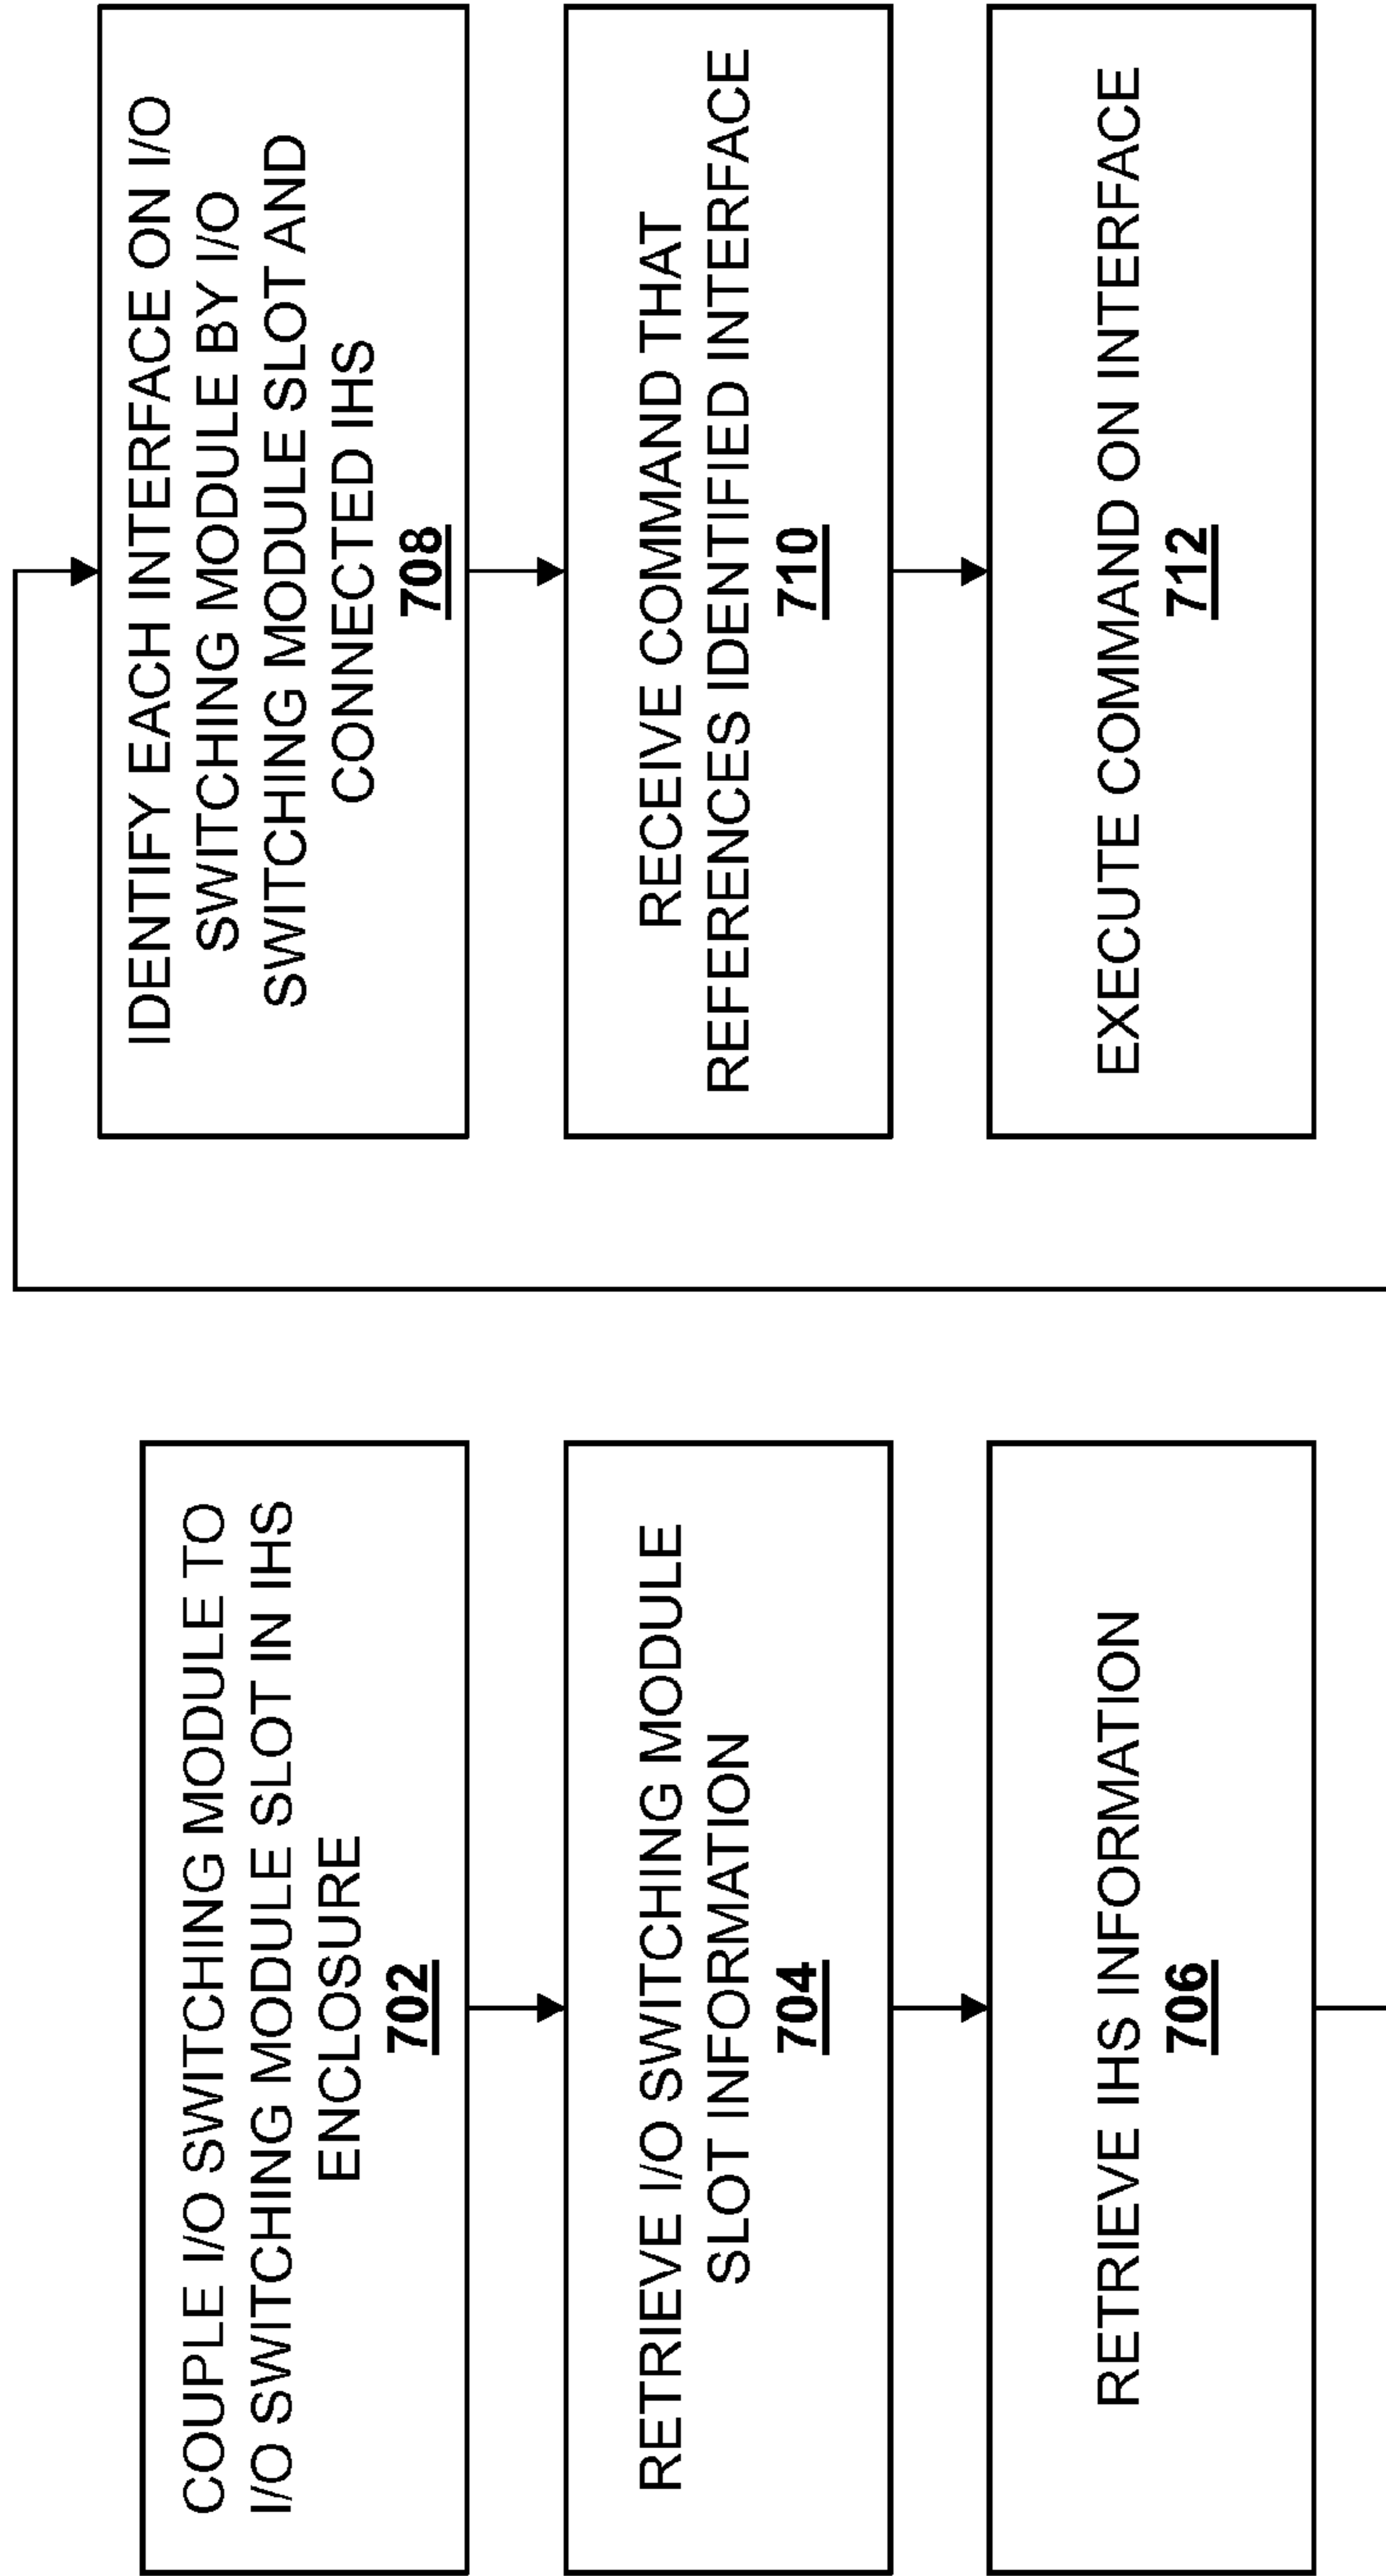 COUPLE I/O SWITCHING MODULE TO
I/O SWITCHING MODULE SLOT IN IHS
ENCLOSURE
702
RETRIEVE I/O SWITCHING MODULE
SLOT INFORMATION
704
RETRIEVE IHS INFORMATION
706
IDENTIFY EACH INTERFACE ON I/O
SWITCHING MODULE BY I/O
SWITCHING MODULE SLOT AND
CONNECTED IHS
708
RECEIVE COMMAND THAT
REFERENCES IDENTIFIED INTERFACE
710
EXECUTE COMMAND ON INTERFACE
712